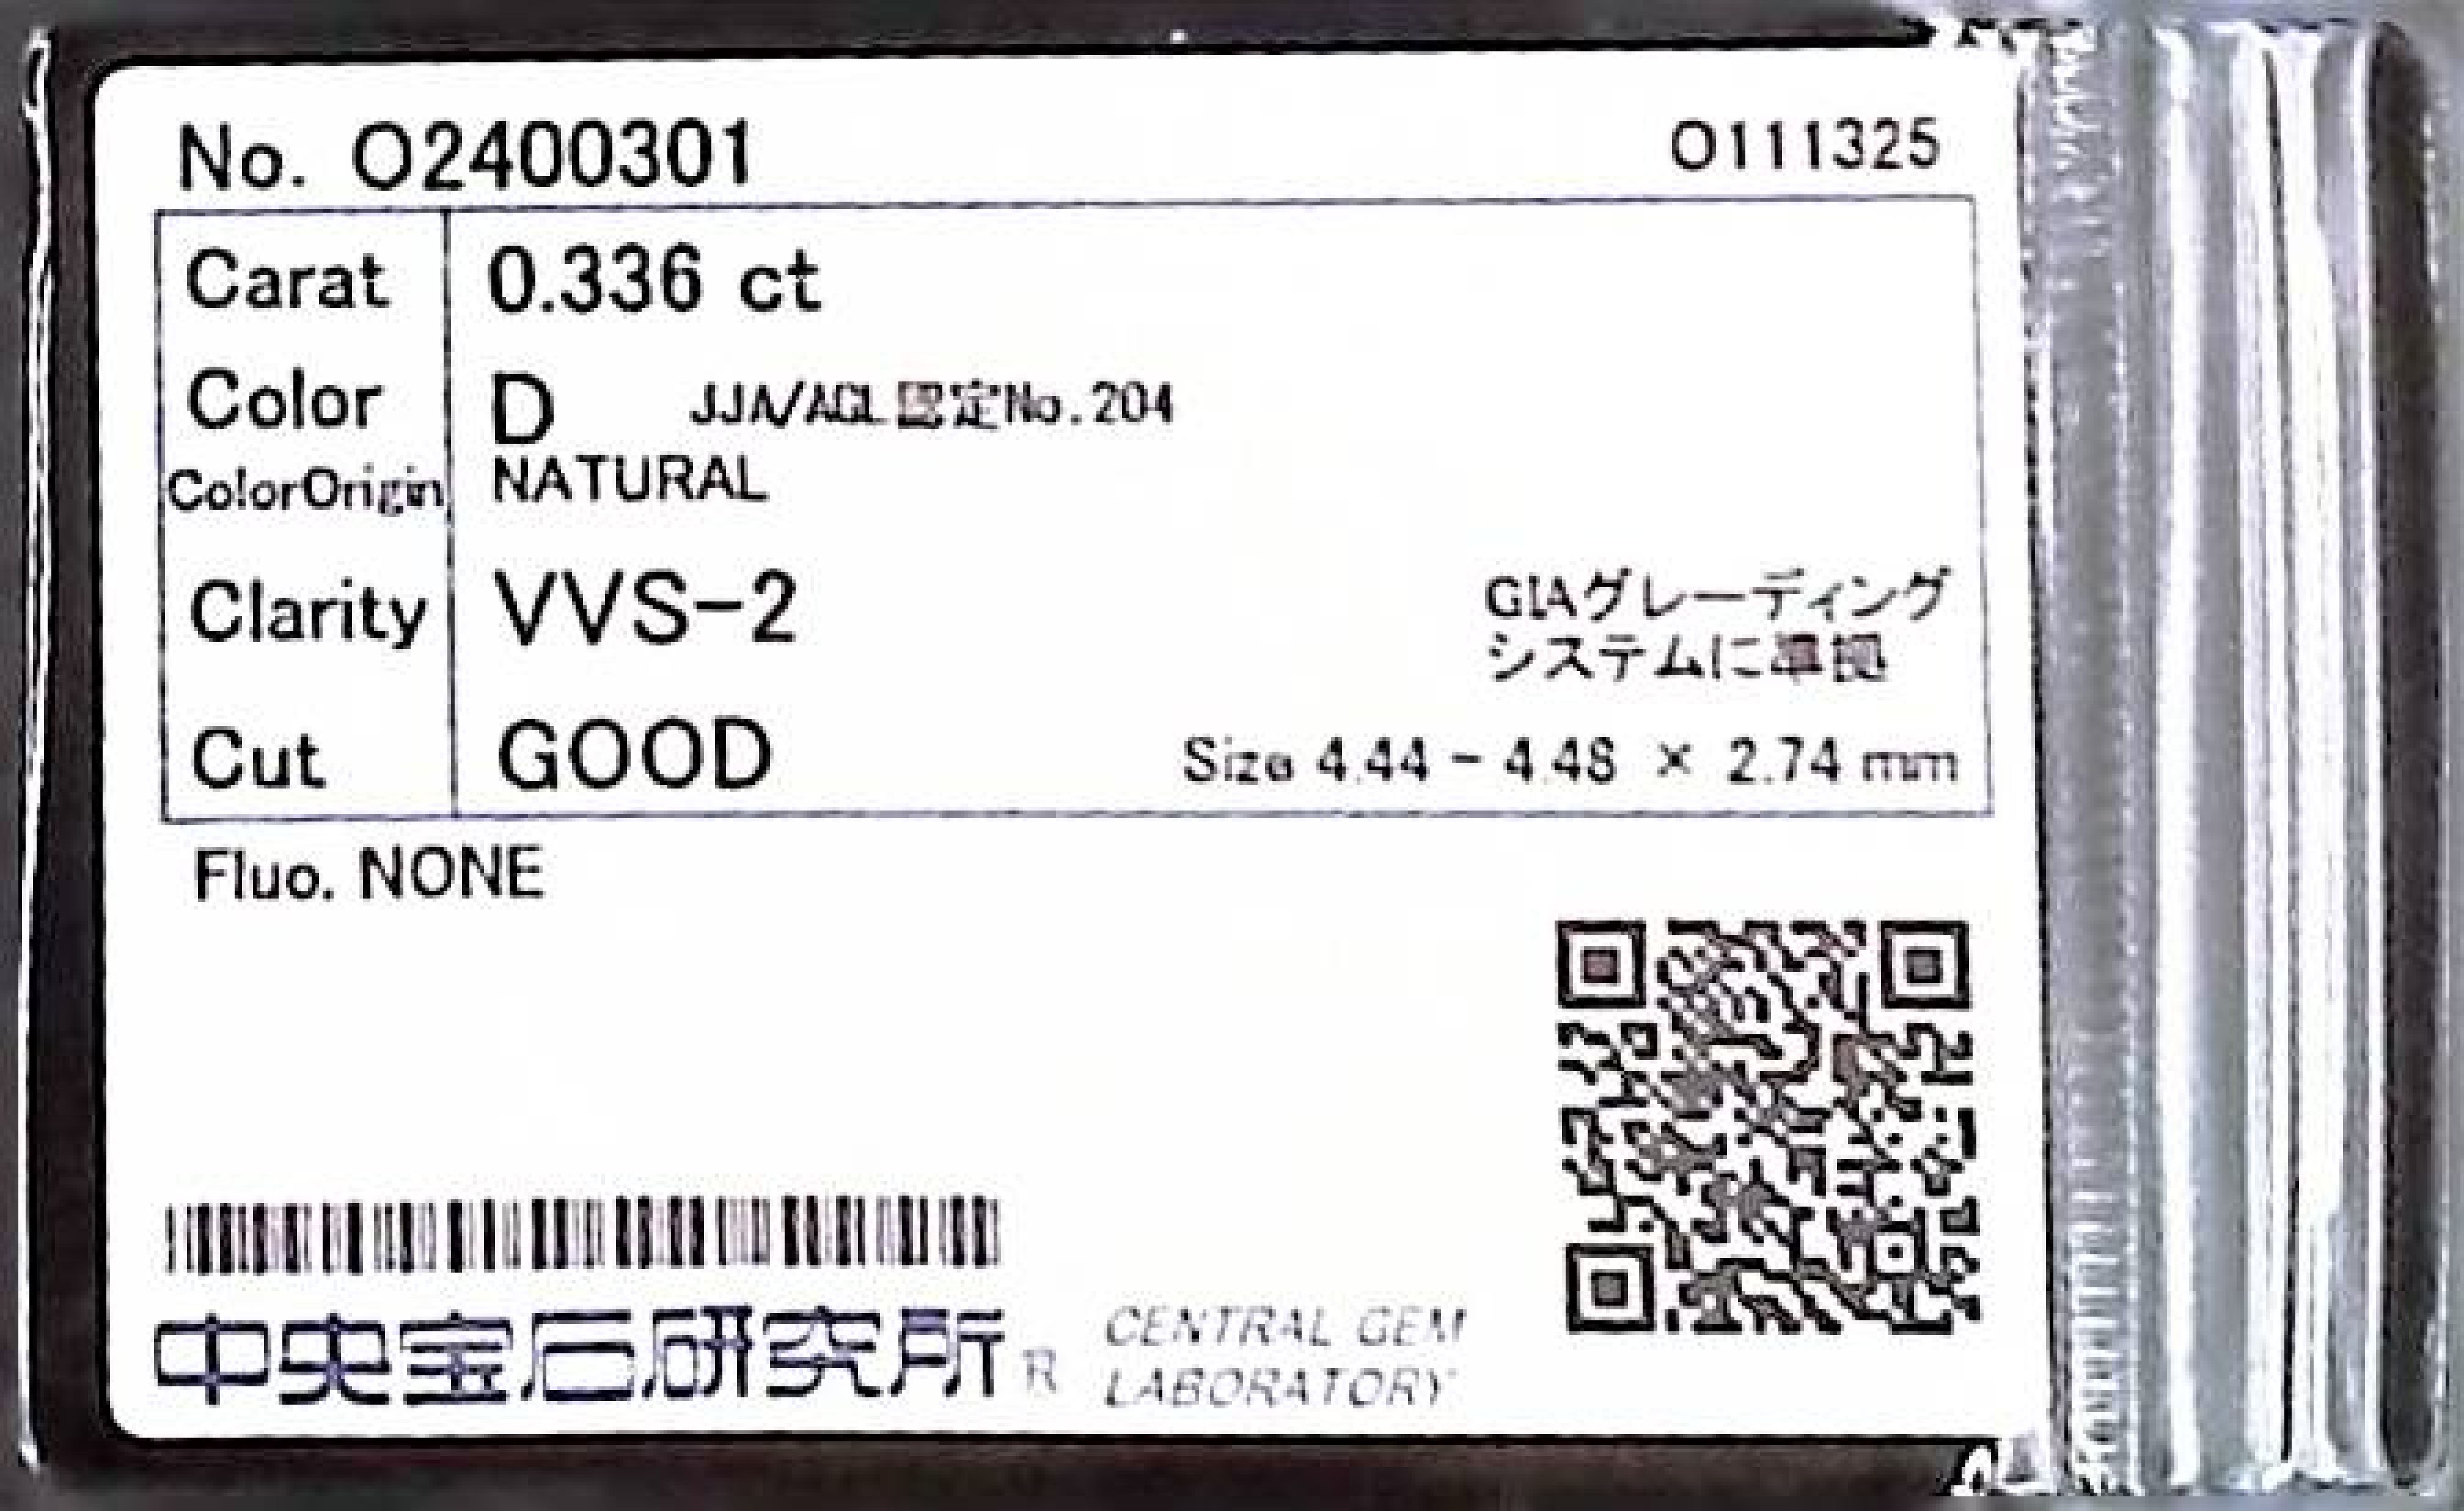 No. O2400301
O111325
Carat 0.336 ct
Color D JJA/AGL認定No.204
ColorOrigin NATURAL
Clarity VVS-2
GIAグレーディング
システムに準拠
Cut GOOD
Size 4.44 - 4.48 × 2.74 mm
Fluo. NONE
中央宝石研究所 R
CENTRAL GEM
LABORATORY